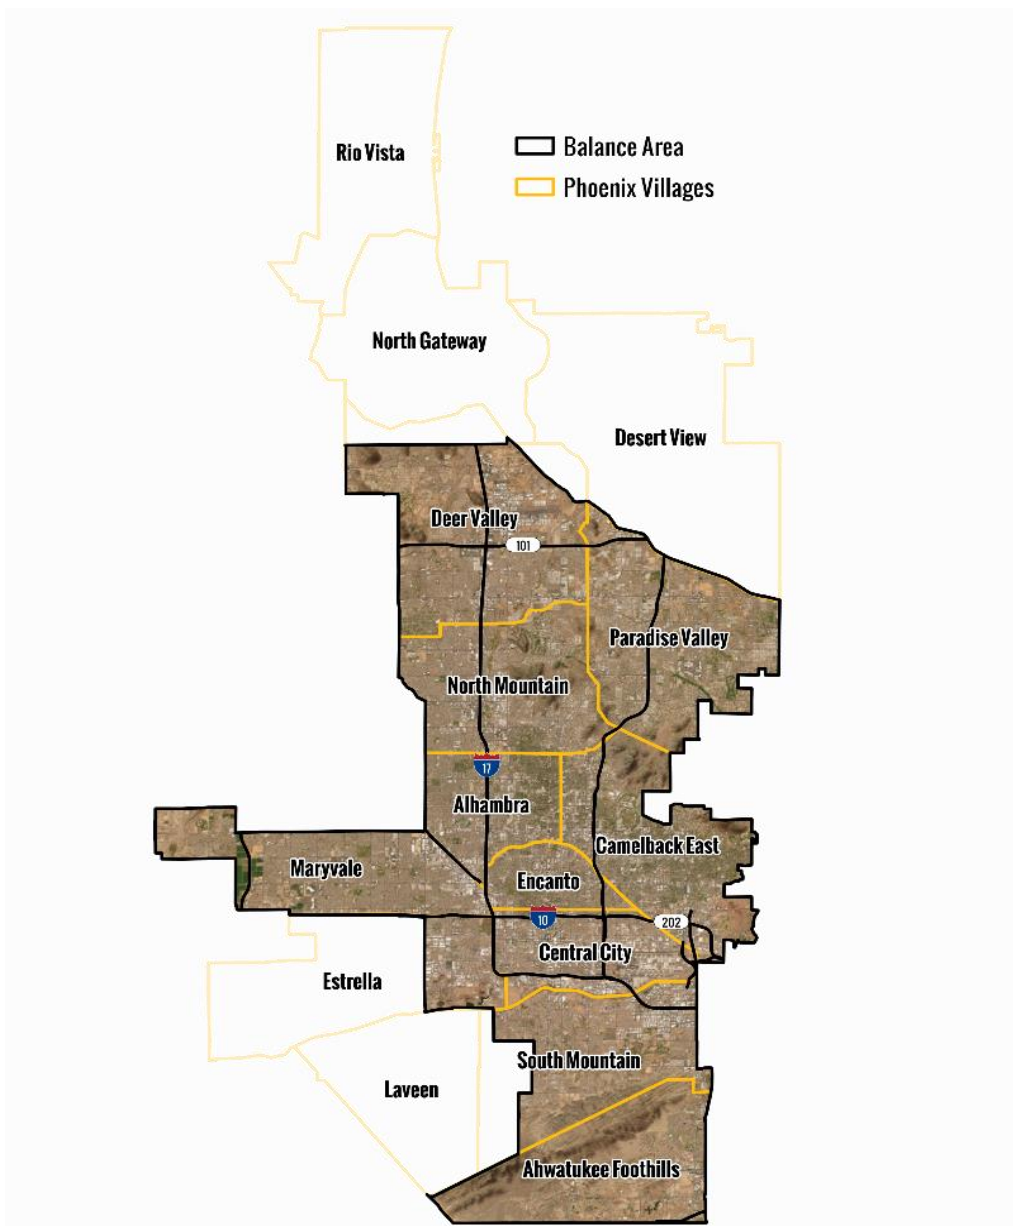 Rio Vista
Balance Area
Phoenix Villages
North Gateway
Desert View
Deer Valley
101
Paradise Valley
North Mountain
17
Alhambra
Camelback East
Maryvale
Encanto
10
202
Central City
Estrella
South Mountain
Laveen
Ahwatukee Foothills